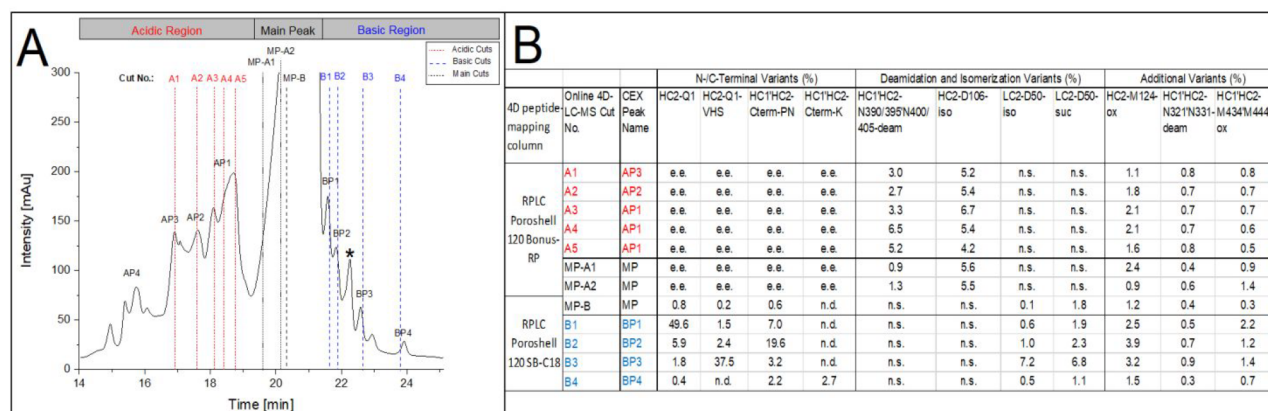 A
Acidic Region Main Peak Basic Region
MP-A2
MP-A1 MP-B
Cut No.: A1 A2 A3 A4 A5 B1 B2 B3 B4
Acidic Cuts
Basic Cuts
Main Cuts
300
250
200
150
100
50
0
Intensity [mAu]
AP4 AP3 AP2 AP1 BP1 BP2 * BP3 BP4
14 16 18 20 22 24
Time [min]
B
N-/C-Terminal Variants (%) Deamidation and Isomerization Variants (%) Additional Variants (%)
4D peptide-mapping column Online 4D-LC-MS Cut No. CEX Peak Name HC2-Q1 HC2-Q1-VHS HC1'HC2-Cterm-PN HC1'HC2-Cterm-K HC1'HC2-N390/395'N400/405-deam HC2-D106-iso LC2-D50-iso LC2-D50-suc HC2-M124-ox HC1'HC2-N321'N331-deam HC1'HC2-M434'M444-ox
RPLC Poroshell 120 Bonus-RP
A1 AP3 e.e. e.e. e.e. e.e. 3.0 5.2 n.s. n.s. 1.1 0.8 0.8
A2 AP2 e.e. e.e. e.e. e.e. 2.7 5.4 n.s. n.s. 1.8 0.7 0.7
A3 AP1 e.e. e.e. e.e. e.e. 3.3 6.7 n.s. n.s. 2.1 0.7 0.7
A4 AP1 e.e. e.e. e.e. e.e. 6.5 5.4 n.s. n.s. 2.1 0.7 0.6
A5 AP1 e.e. e.e. e.e. e.e. 5.2 4.2 n.s. n.s. 1.6 0.8 0.5
MP-A1 MP e.e. e.e. e.e. e.e. 0.9 5.6 n.s. n.s. 2.4 0.4 0.9
MP-A2 MP e.e. e.e. e.e. e.e. 1.3 5.5 n.s. n.s. 0.9 0.6 1.4
RPLC Poroshell 120 SB-C18
MP-B MP 0.8 0.2 0.6 n.d. n.s. n.s. 0.1 1.8 1.2 0.4 0.3
B1 BP1 49.6 1.5 7.0 n.d. n.s. n.s. 0.6 1.9 2.5 0.5 2.2
B2 BP2 5.9 2.4 19.6 n.d. n.s. n.s. 1.0 2.3 3.9 0.7 1.2
B3 BP3 1.8 37.5 3.2 n.d. n.s. n.s. 7.2 6.8 3.2 0.9 1.4
B4 BP4 0.4 n.d. 2.2 2.7 n.s. n.s. 0.5 1.1 1.5 0.3 0.7